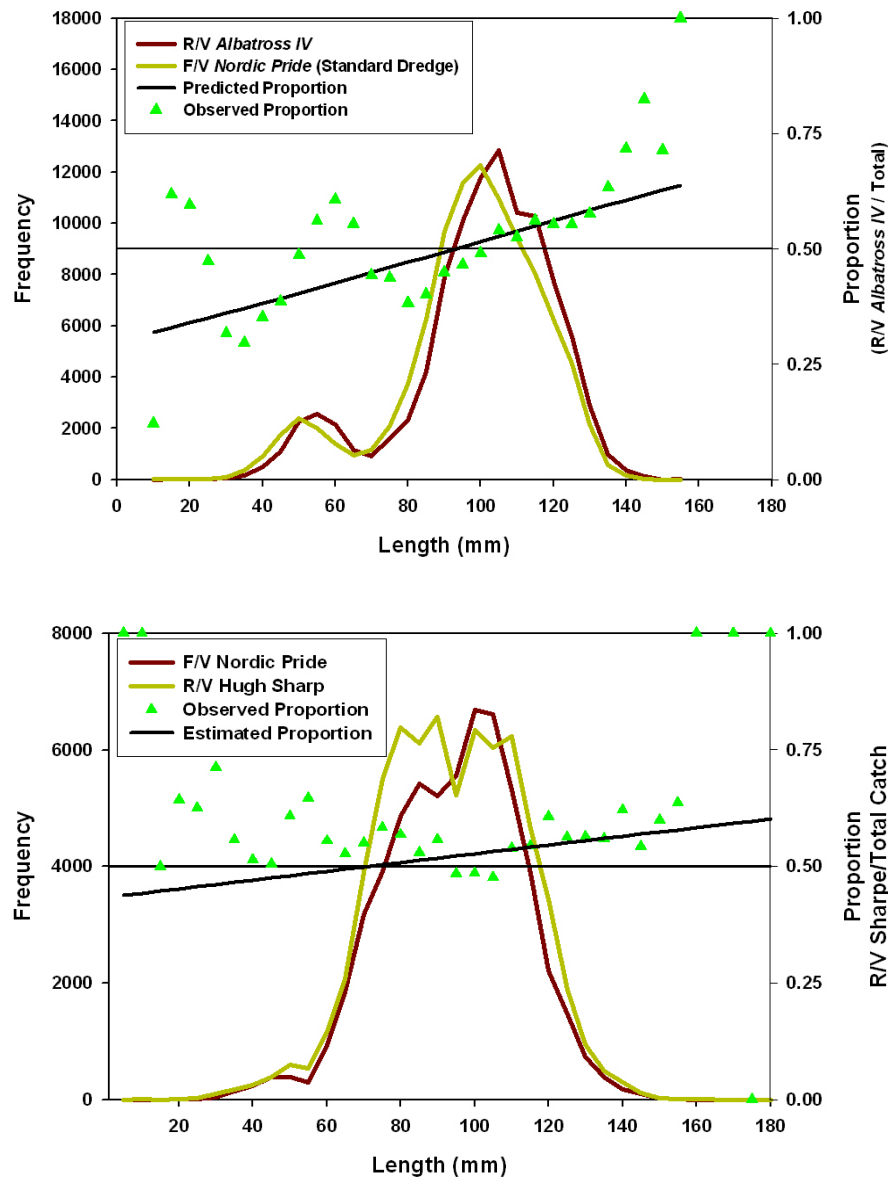 18000
16000
14000
12000
10000
8000
6000
4000
2000
0
Frequency
R/V Albatross IV
F/V Nordic Pride (Standard Dredge)
Predicted Proportion
Observed Proportion
1.00
0.75
0.50
0.25
0.00
Proportion
(R/V Albatross IV / Total)
0 20 40 60 80 100 120 140 160 180
Length (mm)
8000
6000
4000
2000
0
Frequency
F/V Nordic Pride
R/V Hugh Sharp
Observed Proportion
Estimated Proportion
1.00
0.75
0.50
0.25
0.00
Proportion
R/V Sharpe/Total Catch
20 40 60 80 100 120 140 160 180
Length (mm)